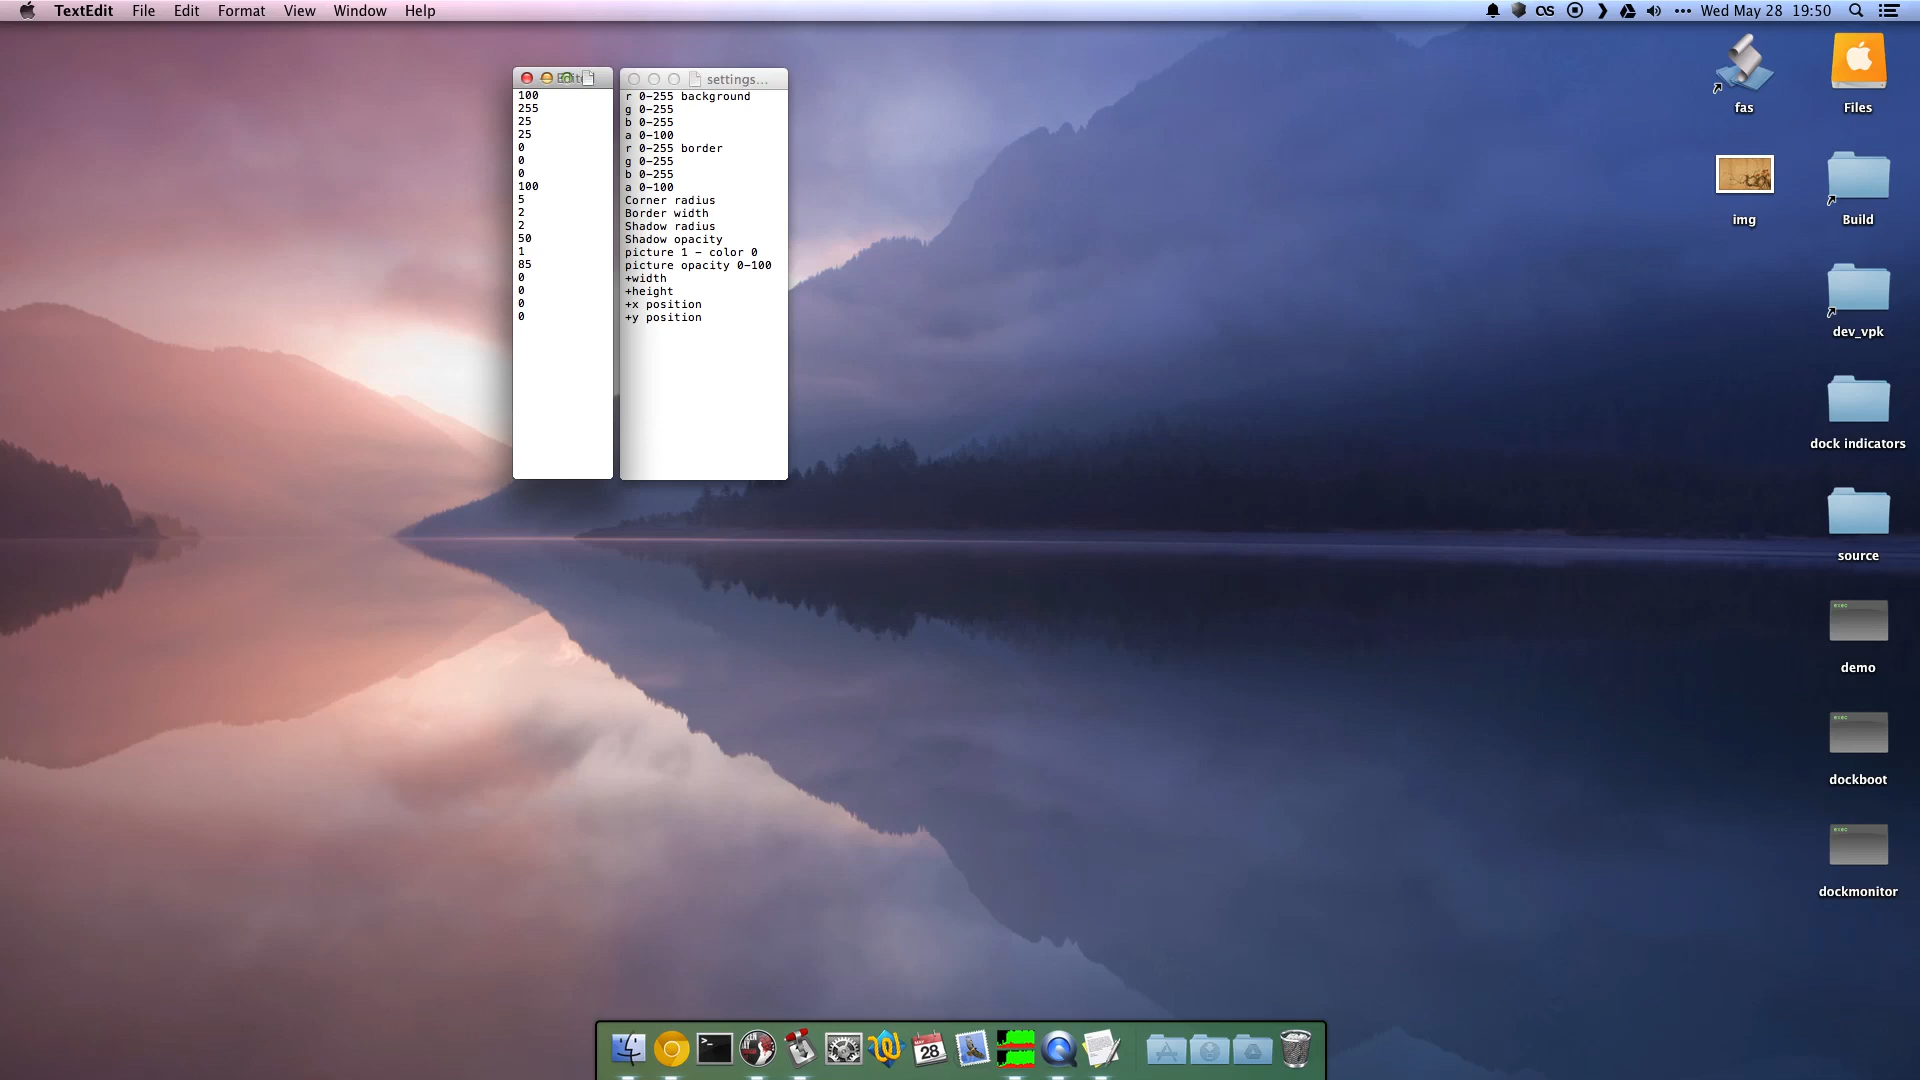 TextEdit File Edit Format View Window Help
Wed May 28 19:50
settings...
100
255
25
25
0
0
0
100
5
2
2
50
1
85
0
0
0
0
r 0-255 background
g 0-255
b 0-255
a 0-100
r 0-255 border
g 0-255
b 0-255
a 0-100
Corner radius
Border width
Shadow radius
Shadow opacity
picture 1 - color 0
picture opacity 0-100
+width
+height
+x position
+y position
fas
Files
img
Build
dev_vpk
dock indicators
source
exec
demo
exec
dockboot
exec
dockmonitor
28